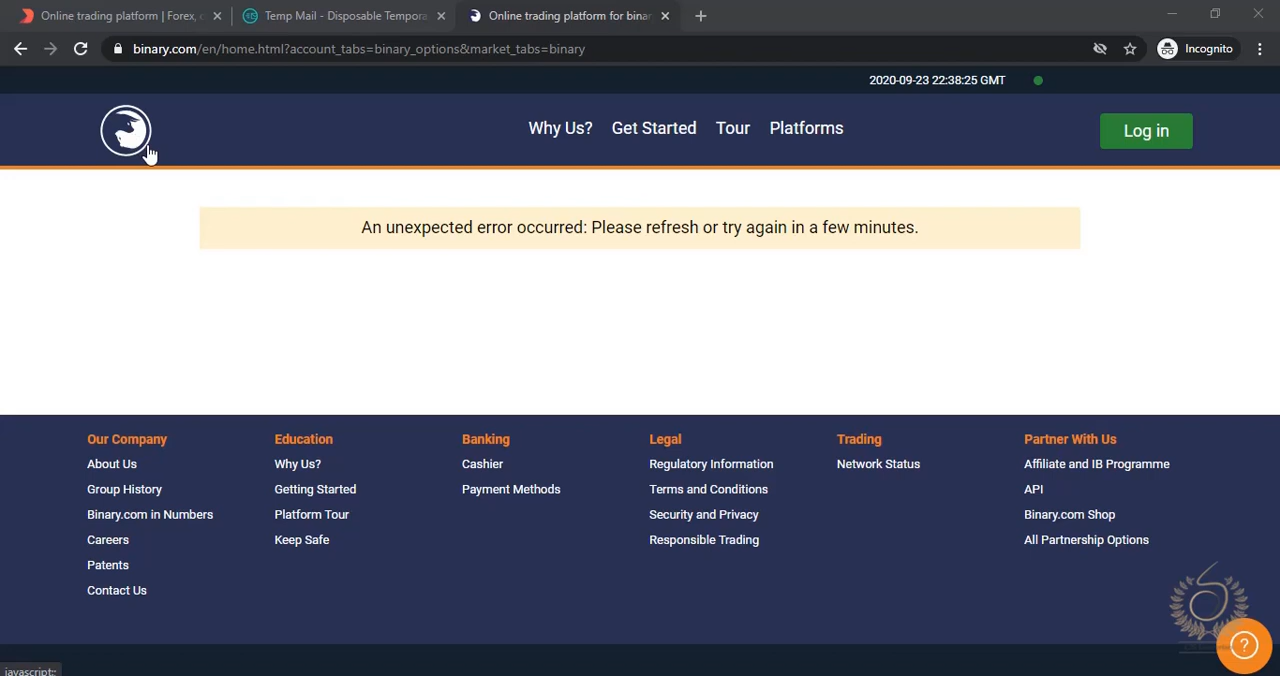 Online trading platform | Forex, c
Temp Mail - Disposable Tempora
Online trading platform for binar
binary.com/en/home.html?account_tabs=binary_options&market_tabs=binary
Incognito
2020-09-23 22:38:25 GMT
Why Us? Get Started Tour Platforms
Log in
An unexpected error occurred: Please refresh or try again in a few minutes.
Our Company
About Us
Group History
Binary.com in Numbers
Careers
Patents
Contact Us
Education
Why Us?
Getting Started
Platform Tour
Keep Safe
Banking
Cashier
Payment Methods
Legal
Regulatory Information
Terms and Conditions
Security and Privacy
Responsible Trading
Trading
Network Status
Partner With Us
Affiliate and IB Programme
API
Binary.com Shop
All Partnership Options
?
javascript:;